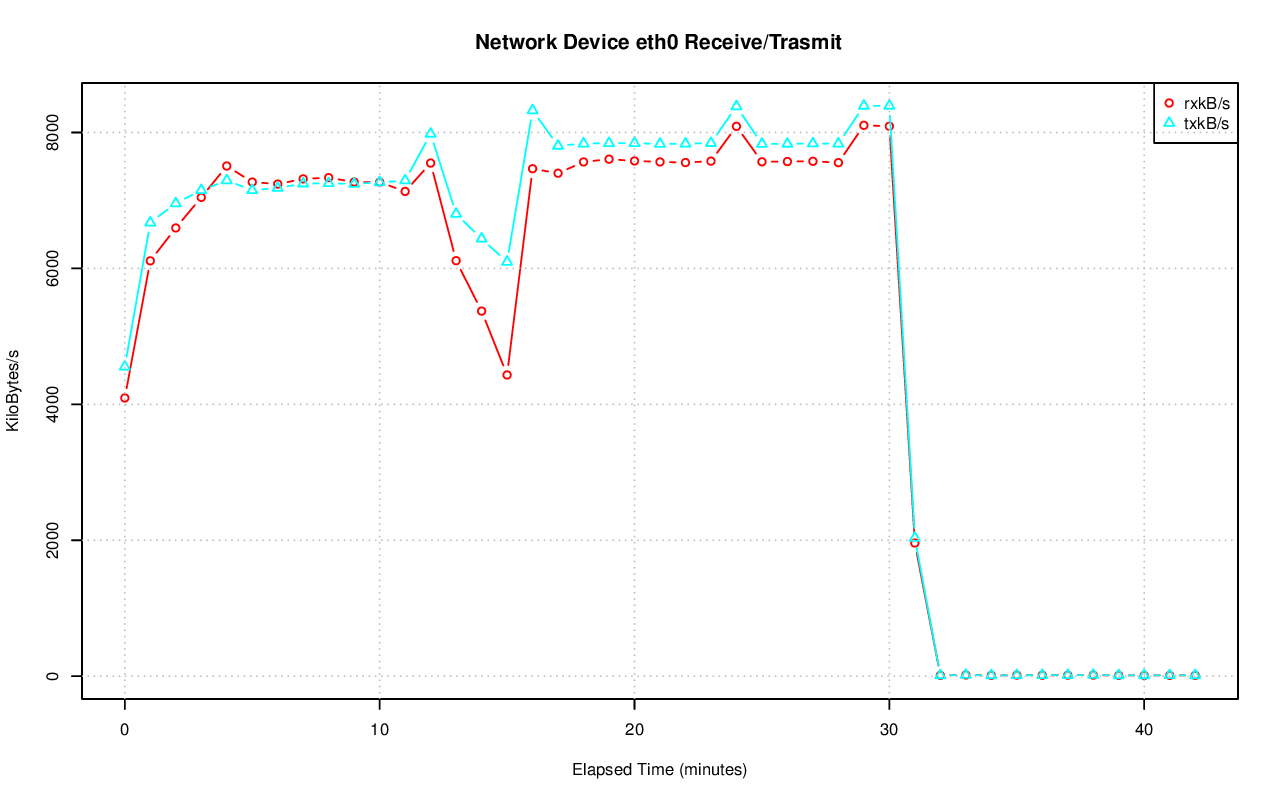 Network Device eth0 Receive/Trasmit
rxkB/s
txkB/s
KiloBytes/s
8000
6000
4000
2000
0
0 10 20 30 40
Elapsed Time (minutes)